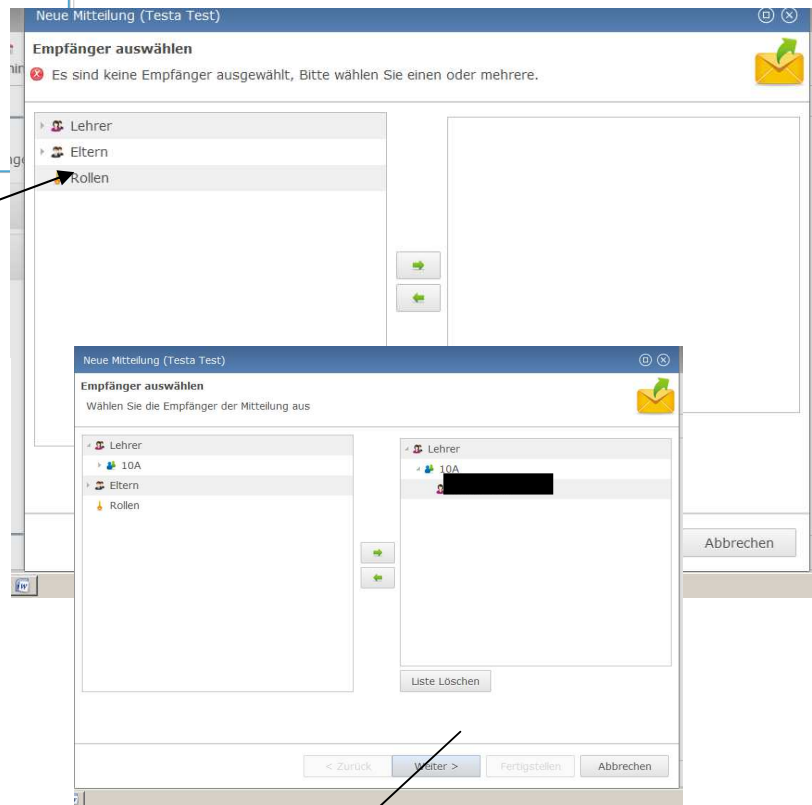 Neue Mitteilung (Testa Test)
Empfänger auswählen
Es sind keine Empfänger ausgewählt, Bitte wählen Sie einen oder mehrere.
Lehrer
Eltern
Rollen
Abbrechen
Neue Mitteilung (Testa Test)
Empfänger auswählen
Wählen Sie die Empfänger der Mitteilung aus
Lehrer
10A
Eltern
Rollen
Lehrer
10A
Liste Löschen
< Zurück
Weiter >
Fertigstellen
Abbrechen